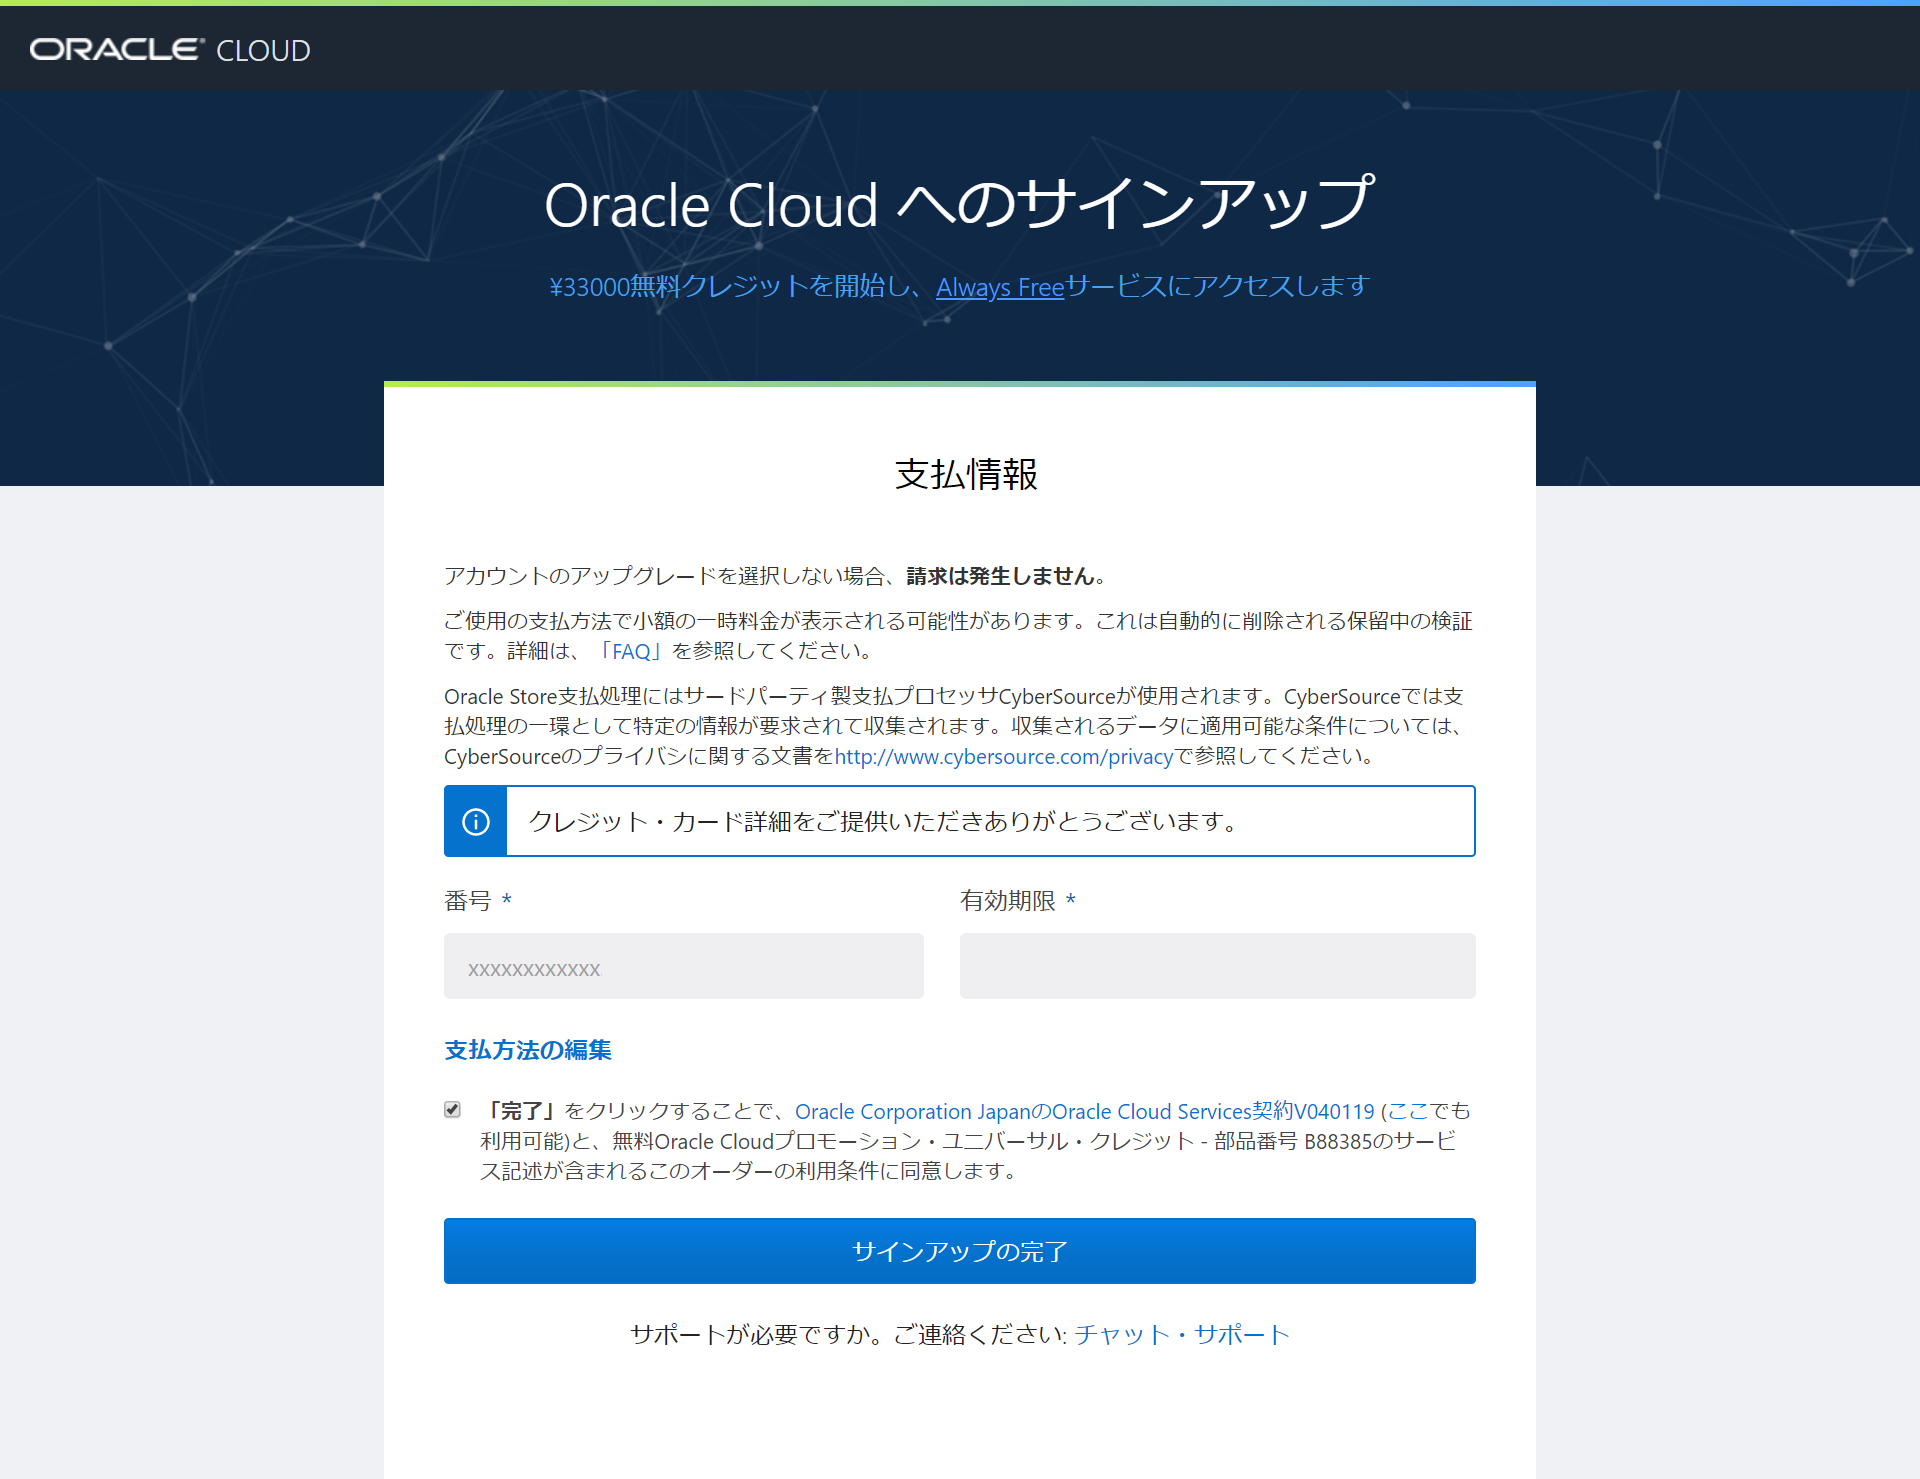 ORACLE® CLOUD
Oracle Cloud へのサインアップ
¥33000無料クレジットを開始し、Always Freeサービスにアクセスします
支払情報
アカウントのアップグレードを選択しない場合、請求は発生しません。
ご使用の支払方法で小額の一時料金が表示される可能性があります。これは自動的に削除される保留中の検証
です。詳細は、「FAQ」を参照してください。
Oracle Store支払処理にはサードパーティ製支払プロセッサCyberSourceが使用されます。CyberSourceでは支
払処理の一環として特定の情報が要求されて収集されます。収集されるデータに適用可能な条件については、
CyberSourceのプライバシに関する文書をhttp://www.cybersource.com/privacyで参照してください。
クレジット・カード詳細をご提供いただきありがとうございます。
番号 *
有効期限 *
xxxxxxxxxxxx
支払方法の編集
「完了」をクリックすることで、Oracle Corporation JapanのOracle Cloud Services契約V040119 (ここでも
利用可能)と、無料Oracle Cloudプロモーション・ユニバーサル・クレジット - 部品番号 B88385のサービ
ス記述が含まれるこのオーダーの利用条件に同意します。
サインアップの完了
サポートが必要ですか。ご連絡ください: チャット・サポート